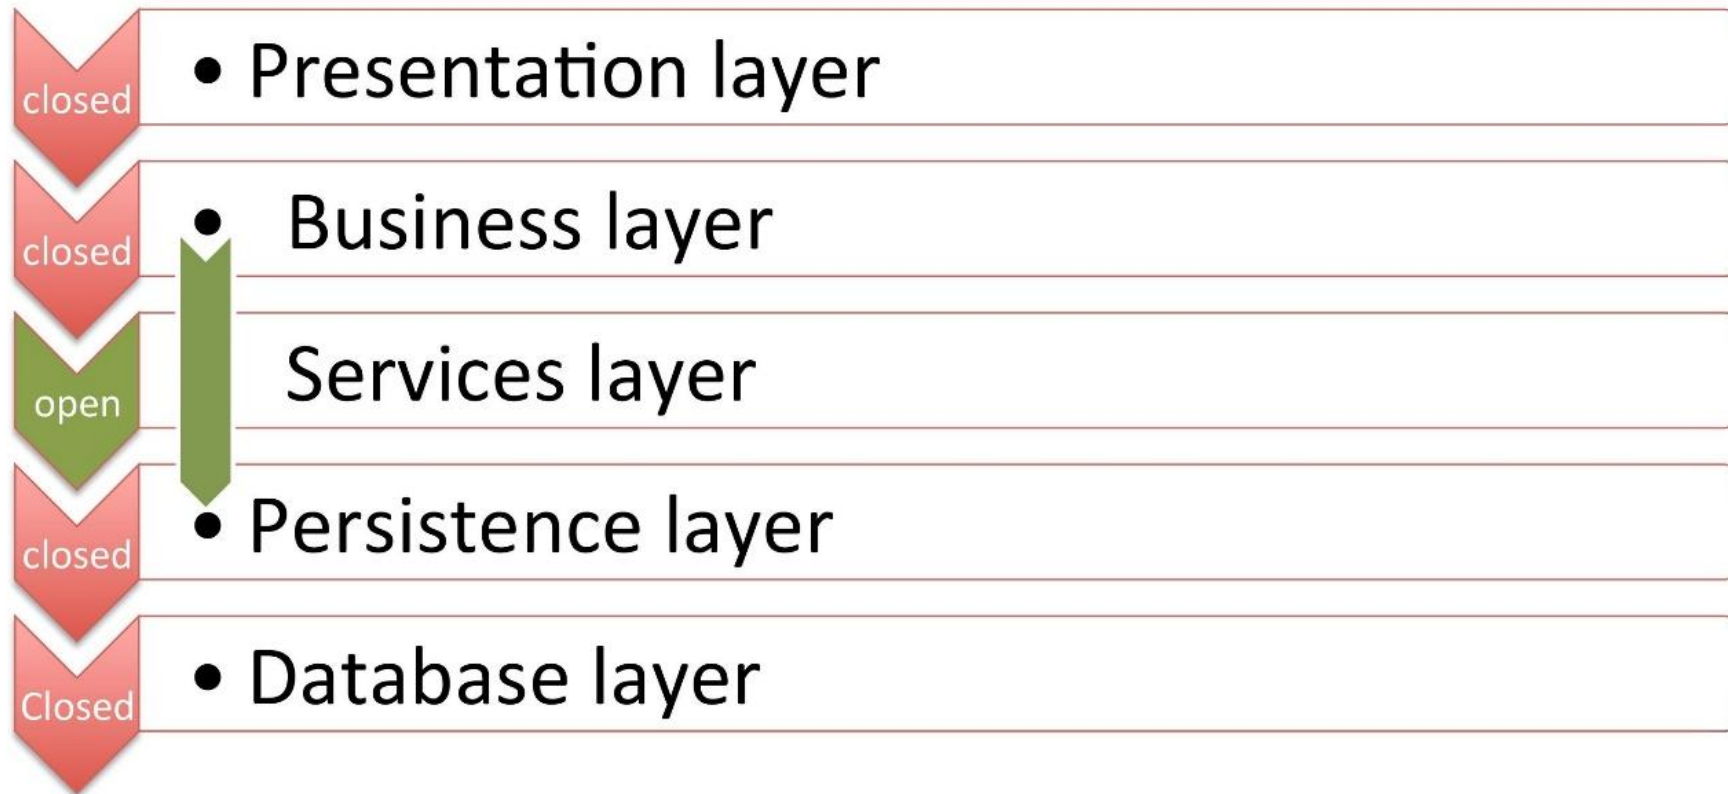 closed
• Presentation layer
closed
• Business layer
open
Services layer
closed
• Persistence layer
Closed
• Database layer